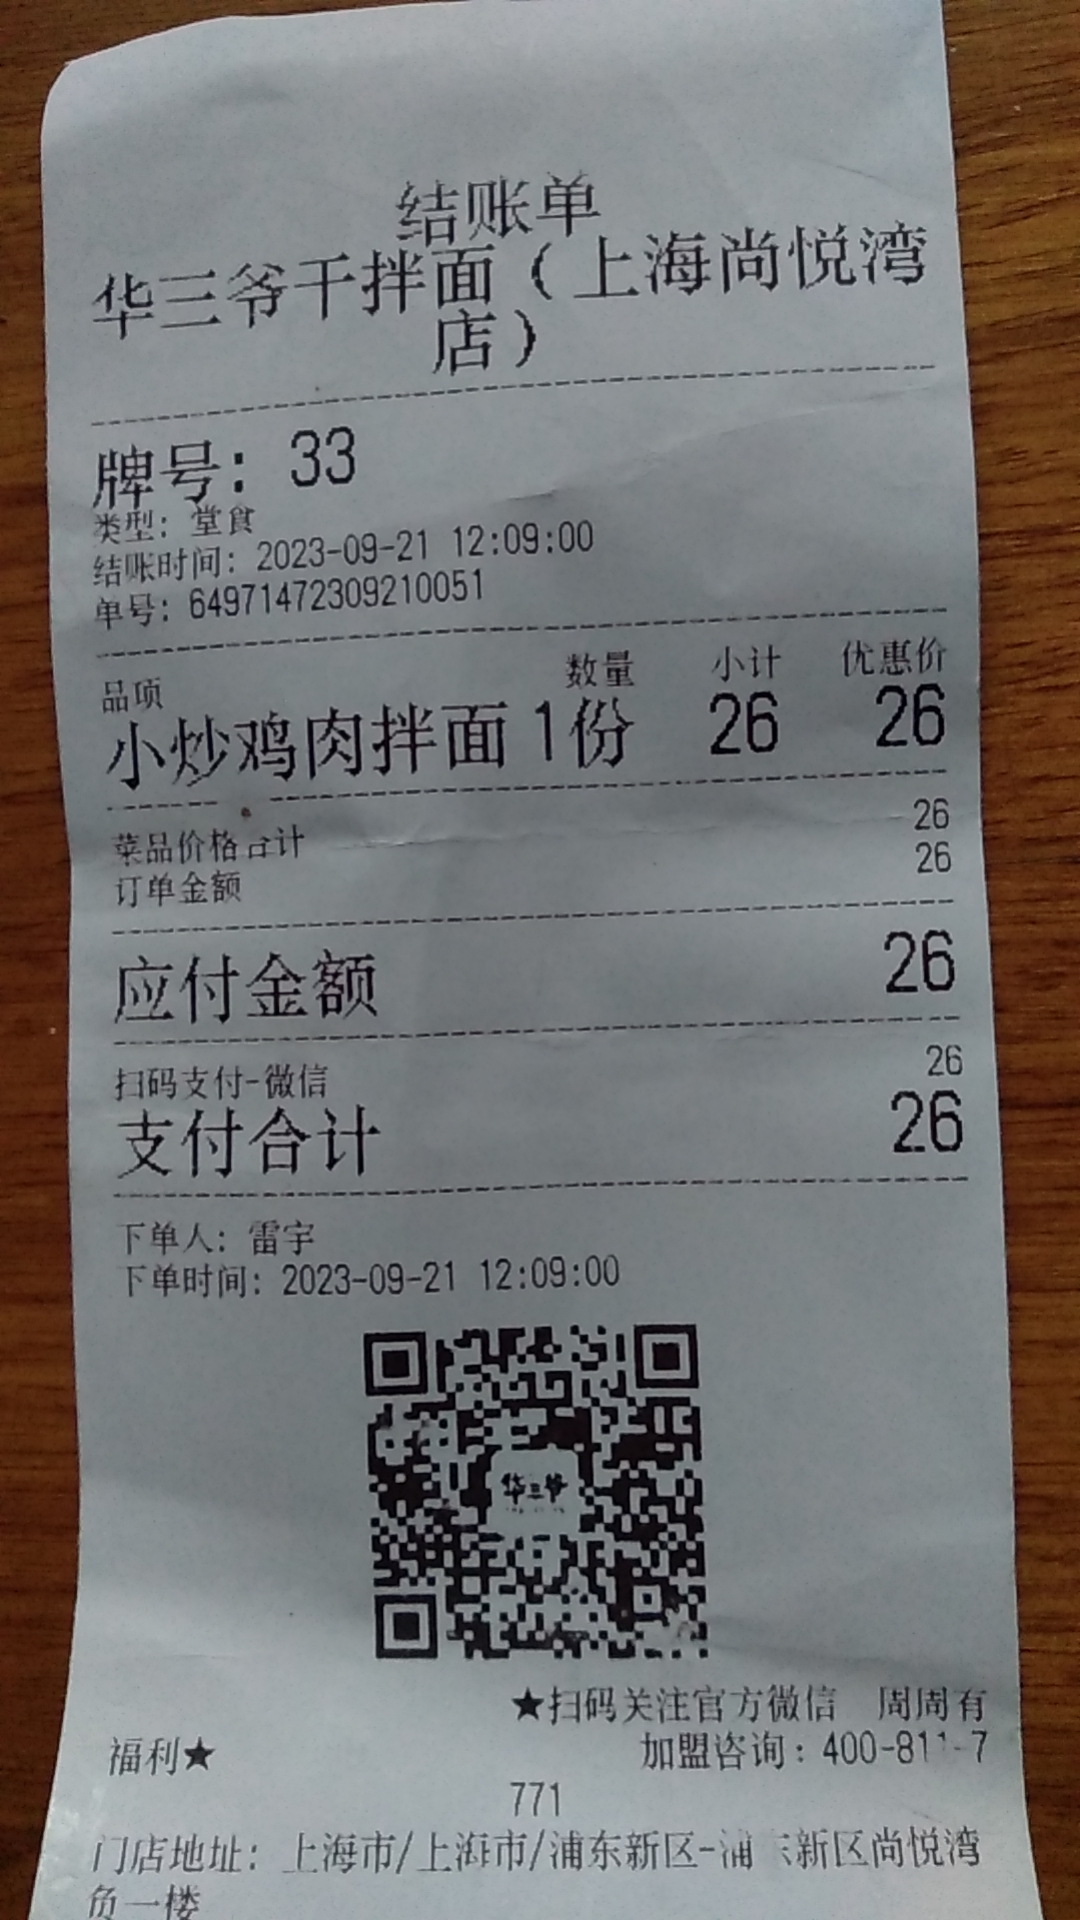 结账单
华三爷干拌面（上海尚悦湾
店）
牌号: 33
类型: 堂食
结账时间: 2023-09-21 12:09:00
单号: 64971472309210051
品项 数量 小计 优惠价
小炒鸡肉拌面 1份 26 26
菜品价格合计 26
订单金额 26
应付金额 26
扫码支付-微信 26
支付合计 26
下单人: 雷宇
下单时间: 2023-09-21 12:09:00
华三爷
★扫码关注官方微信 周周有
福利★ 加盟咨询: 400-811-7
771
门店地址: 上海市/上海市/浦东新区-浦东新区尚悦湾
负一楼